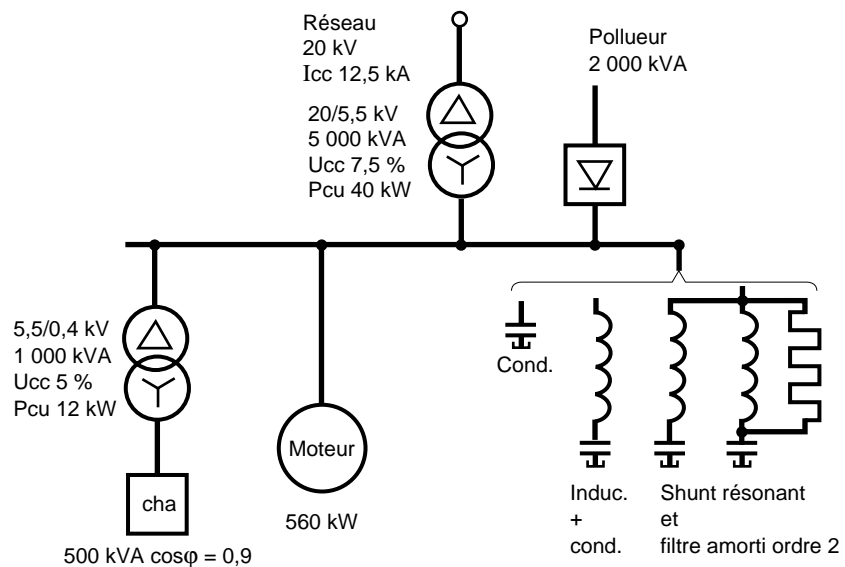 Réseau
20 kV
Icc 12,5 kA
20/5,5 kV
5 000 kVA
Ucc 7,5 %
Pcu 40 kW
Pollueur
2 000 kVA
5,5/0,4 kV
1 000 kVA
Ucc 5 %
Pcu 12 kW
cha
500 kVA cosφ = 0,9
Moteur
560 kW
Cond.
Induc.
+
cond.
Shunt résonant
et
filtre amorti ordre 2